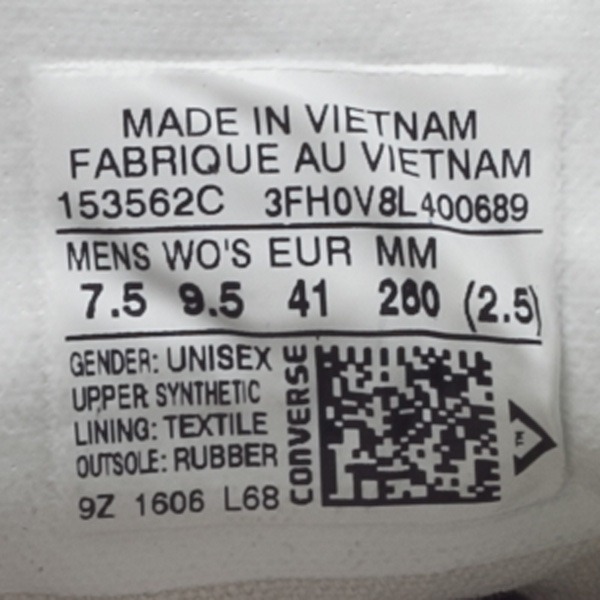 MADE IN VIETNAM
FABRIQUE AU VIETNAM
153562C 3FH0V8L400689
MENS WO'S EUR MM
7.5 9.5 41 260 (2.5)
GENDER: UNISEX
UPPER SYNTHETIC
LINING: TEXTILE
OUTSOLE: RUBBER
9Z 1606 L68
CONVERSE
TM